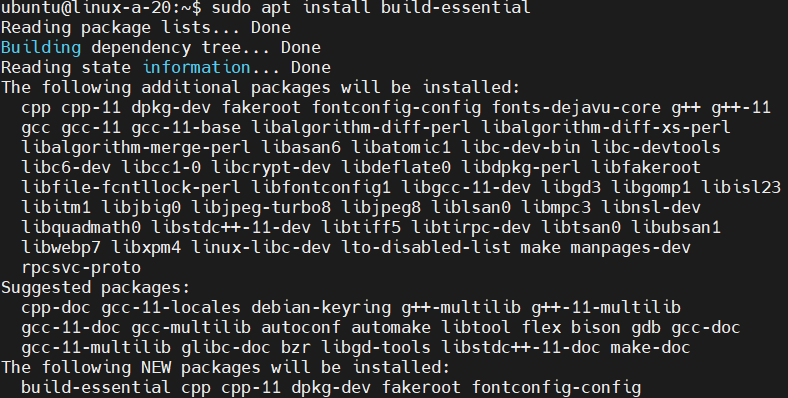 ubuntu@linux-a-20:~$ sudo apt install build-essential
Reading package lists... Done
Building dependency tree... Done
Reading state information... Done
The following additional packages will be installed:
  cpp cpp-11 dpkg-dev fakeroot fontconfig-config fonts-dejavu-core g++ g++-11
  gcc gcc-11 gcc-11-base libalgorithm-diff-perl libalgorithm-diff-xs-perl
  libalgorithm-merge-perl libasan6 libatomic1 libc-dev-bin libc-devtools
  libc6-dev libcc1-0 libcrypt-dev libdeflate0 libdpkg-perl libfakeroot
  libfile-fcntllock-perl libfontconfig1 libgcc-11-dev libgd3 libgomp1 libisl23
  libitm1 libjbig0 libjpeg-turbo8 libjpeg8 liblsan0 libmpc3 libnsl-dev
  libquadmath0 libstdc++-11-dev libtiff5 libtirpc-dev libtsan0 libubsan1
  libwebp7 libxpm4 linux-libc-dev lto-disabled-list make manpages-dev
  rpcsvc-proto
Suggested packages:
  cpp-doc gcc-11-locales debian-keyring g++-multilib g++-11-multilib
  gcc-11-doc gcc-multilib autoconf automake libtool flex bison gdb gcc-doc
  gcc-11-multilib glibc-doc bzr libgd-tools libstdc++-11-doc make-doc
The following NEW packages will be installed:
  build-essential cpp cpp-11 dpkg-dev fakeroot fontconfig-config